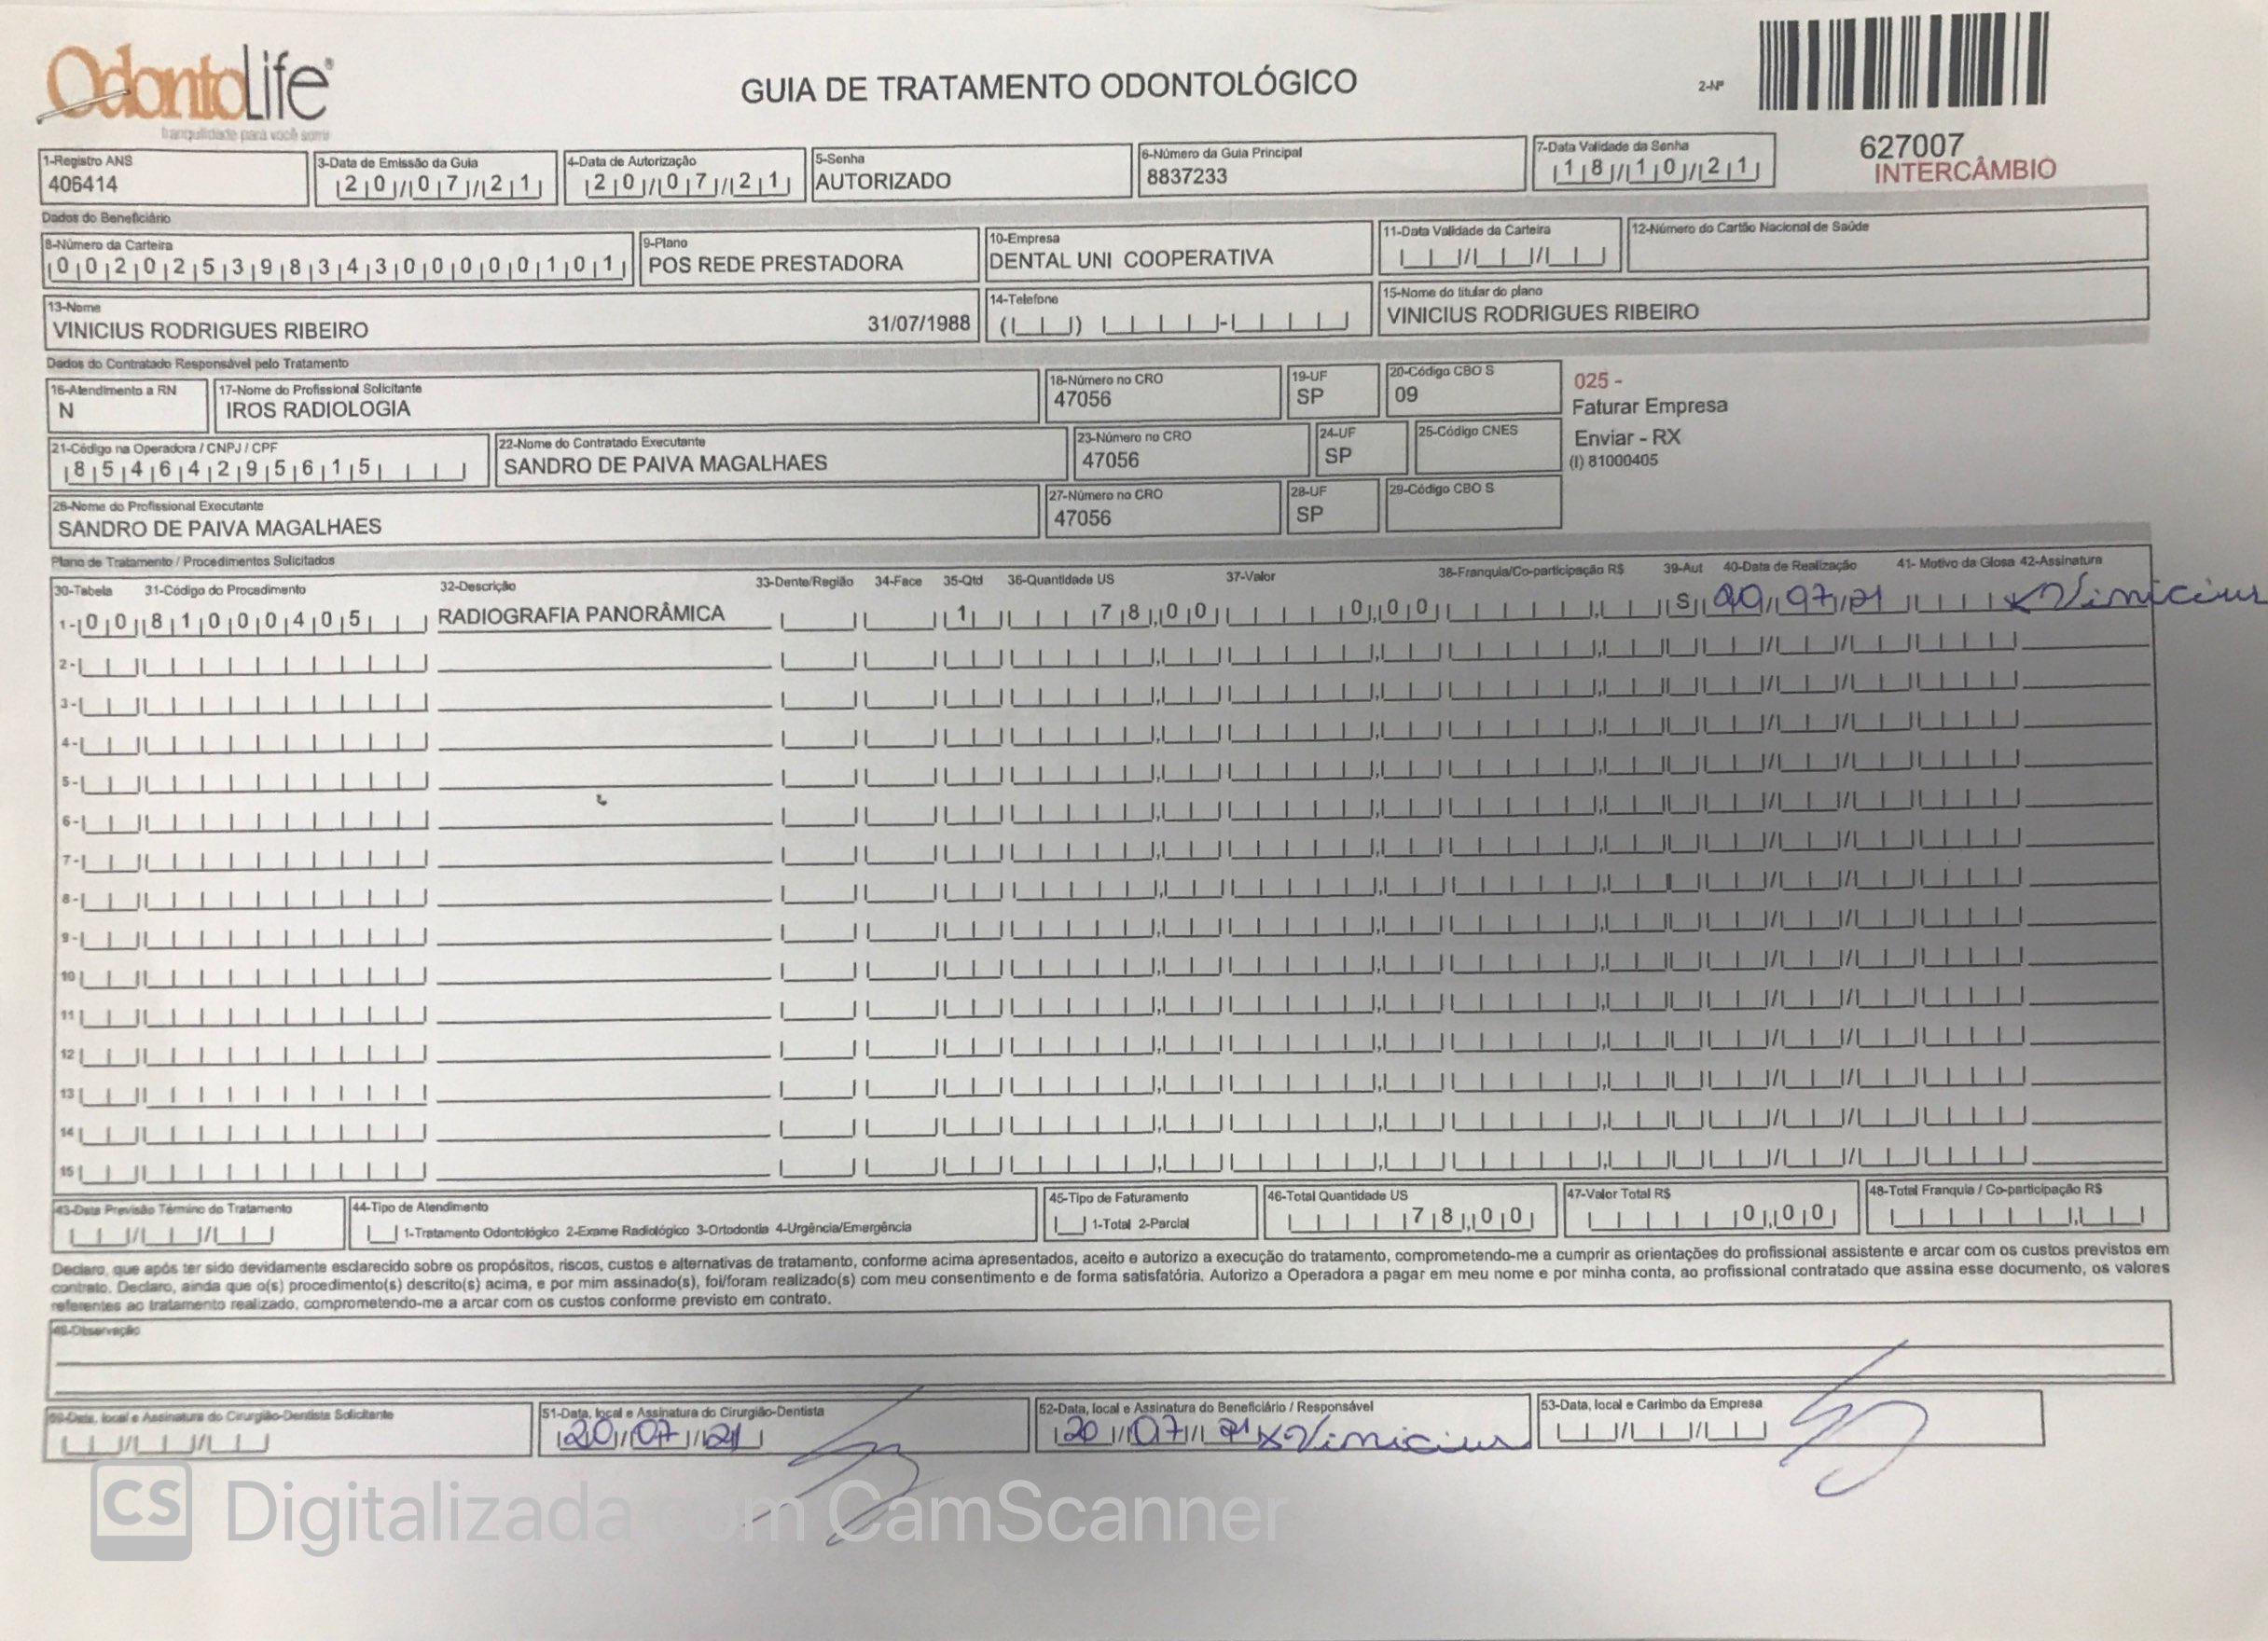 OdontoLife®
tranquilidade para você sorrir
GUIA DE TRATAMENTO ODONTOLÓGICO
2-Nº
627007
INTERCÂMBIO
1-Registro ANS
406414
3-Data de Emissão da Guia
20/07/21
4-Data de Autorização
20/07/21
5-Senha
AUTORIZADO
6-Número da Guia Principal
8837233
7-Data Validade da Senha
18/10/21
Dados do Beneficiário
8-Número da Carteira
00202539834300000101
9-Plano
POS REDE PRESTADORA
10-Empresa
DENTAL UNI COOPERATIVA
11-Data Validade da Carteira
12-Número do Cartão Nacional de Saúde
13-Nome
VINICIUS RODRIGUES RIBEIRO 31/07/1988
14-Telefone
15-Nome do titular do plano
VINICIUS RODRIGUES RIBEIRO
Dados do Contratado Responsável pelo Tratamento
16-Atendimento a RN
N
17-Nome do Profissional Solicitante
IROS RADIOLOGIA
18-Número no CRO
47056
19-UF
SP
20-Código CBO S
09
025 -
Faturar Empresa
Enviar - RX
(I) 81000405
21-Código na Operadora / CNPJ / CPF
85464295615
22-Nome do Contratado Executante
SANDRO DE PAIVA MAGALHAES
23-Número no CRO
47056
24-UF
SP
25-Código CNES
26-Nome do Profissional Executante
SANDRO DE PAIVA MAGALHAES
27-Número no CRO
47056
28-UF
SP
29-Código CBO S
Plano de Tratamento / Procedimentos Solicitados
30-Tabela 31-Código do Procedimento 32-Descrição 33-Dente/Região 34-Face 35-Qtd 36-Quantidade US 37-Valor 38-Franquia/Co-participação R$ 39-Aut 40-Data de Realização 41- Motivo da Glosa 42-Assinatura
1- 00 81000405 RADIOGRAFIA PANORÂMICA 1 78,00 0,00 S 20/07/21 x Vinicius
2-
3-
4-
5-
6-
7-
8-
9-
10
11
12
13
14
15
43-Data Previsão Término do Tratamento
44-Tipo de Atendimento
1-Tratamento Odontológico 2-Exame Radiológico 3-Ortodontia 4-Urgência/Emergência
45-Tipo de Faturamento
1-Total 2-Parcial
46-Total Quantidade US
78,00
47-Valor Total R$
0,00
48-Total Franquia / Co-participação R$
Declaro, que após ter sido devidamente esclarecido sobre os propósitos, riscos, custos e alternativas de tratamento, conforme acima apresentados, aceito e autorizo a execução do tratamento, comprometendo-me a cumprir as orientações do profissional assistente e arcar com os custos previstos em
contrato. Declaro, ainda que o(s) procedimento(s) descrito(s) acima, e por mim assinado(s), foi/foram realizado(s) com meu consentimento e de forma satisfatória. Autorizo a Operadora a pagar em meu nome e por minha conta, ao profissional contratado que assina esse documento, os valores
referentes ao tratamento realizado, comprometendo-me a arcar com os custos conforme previsto em contrato.
49-Observação
50-Data, local e Assinatura do Cirurgião-Dentista Solicitante
51-Data, local e Assinatura do Cirurgião-Dentista
20/07/21
52-Data, local e Assinatura do Beneficiário / Responsável
20/07/21 x Vinicius
53-Data, local e Carimbo da Empresa
CS Digitalizada com CamScanner